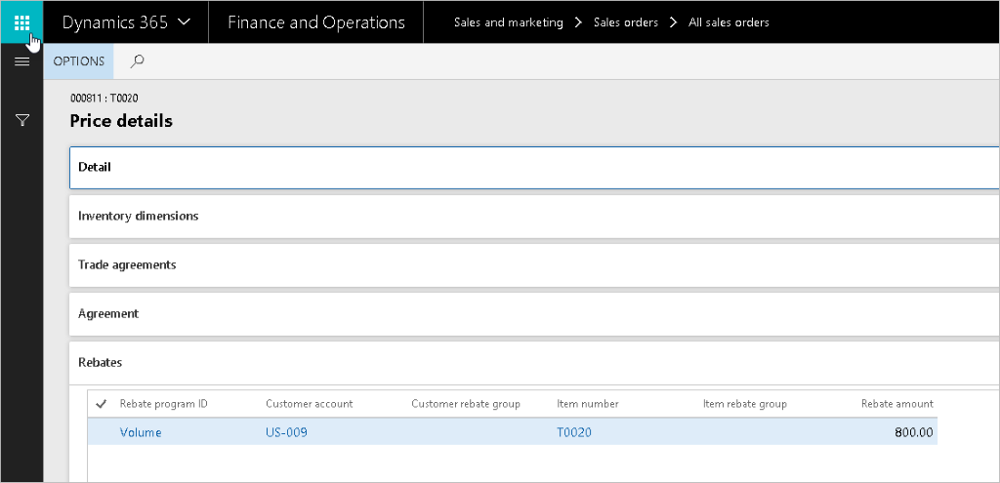 Dynamics 365 Finance and Operations Sales and marketing Sales orders All sales orders
OPTIONS
000811 : T0020
Price details
Detail
Inventory dimensions
Trade agreements
Agreement
Rebates
Rebate program ID Customer account Customer rebate group Item number Item rebate group Rebate amount
Volume US-009 T0020 800.00